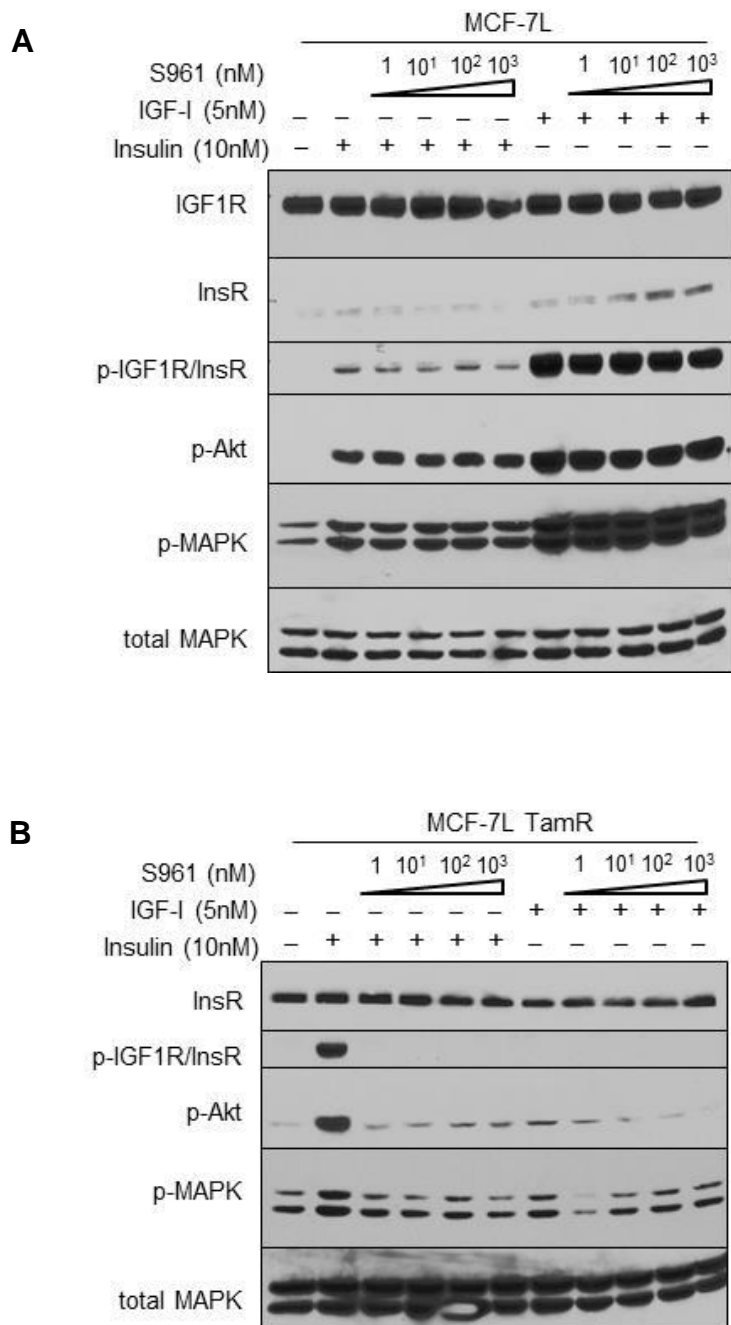 A
MCF-7L
S961 (nM) 1 10¹ 10² 10³ 1 10¹ 10² 10³
IGF-I (5nM) – – – – – – + + + + +
Insulin (10nM) – + + + + + – – – – –
IGF1R
InsR
p-IGF1R/InsR
p-Akt
p-MAPK
total MAPK
B
MCF-7L TamR
S961 (nM) 1 10¹ 10² 10³ 1 10¹ 10² 10³
IGF-I (5nM) – – – – – – + + + + +
Insulin (10nM) – + + + + + – – – – –
InsR
p-IGF1R/InsR
p-Akt
p-MAPK
total MAPK